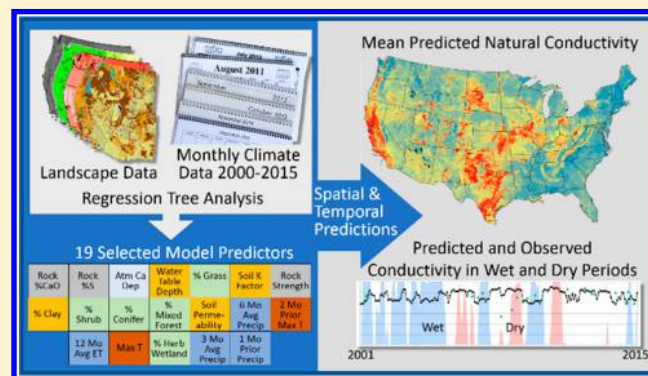 August 2011
September
October 2011
Landscape Data
Monthly Climate
Data 2000-2015
Regression Tree Analysis
19 Selected Model Predictors
Rock %CaO
Rock %S
Atm Ca Dep
Water Table Depth
% Grass
Soil K Factor
Rock Strength
% Clay
% Shrub
% Conifer
% Mixed Forest
Soil Perme-ability
6 Mo Avg Precip
2 Mo Prior Max T
12 Mo Avg ET
Max T
% Herb Wetland
3 Mo Avg Precip
1 Mo Prior Precip
Spatial &
Temporal
Predictions
Mean Predicted Natural Conductivity
Predicted and Observed
Conductivity in Wet and Dry Periods
Wet
Dry
2001
2015